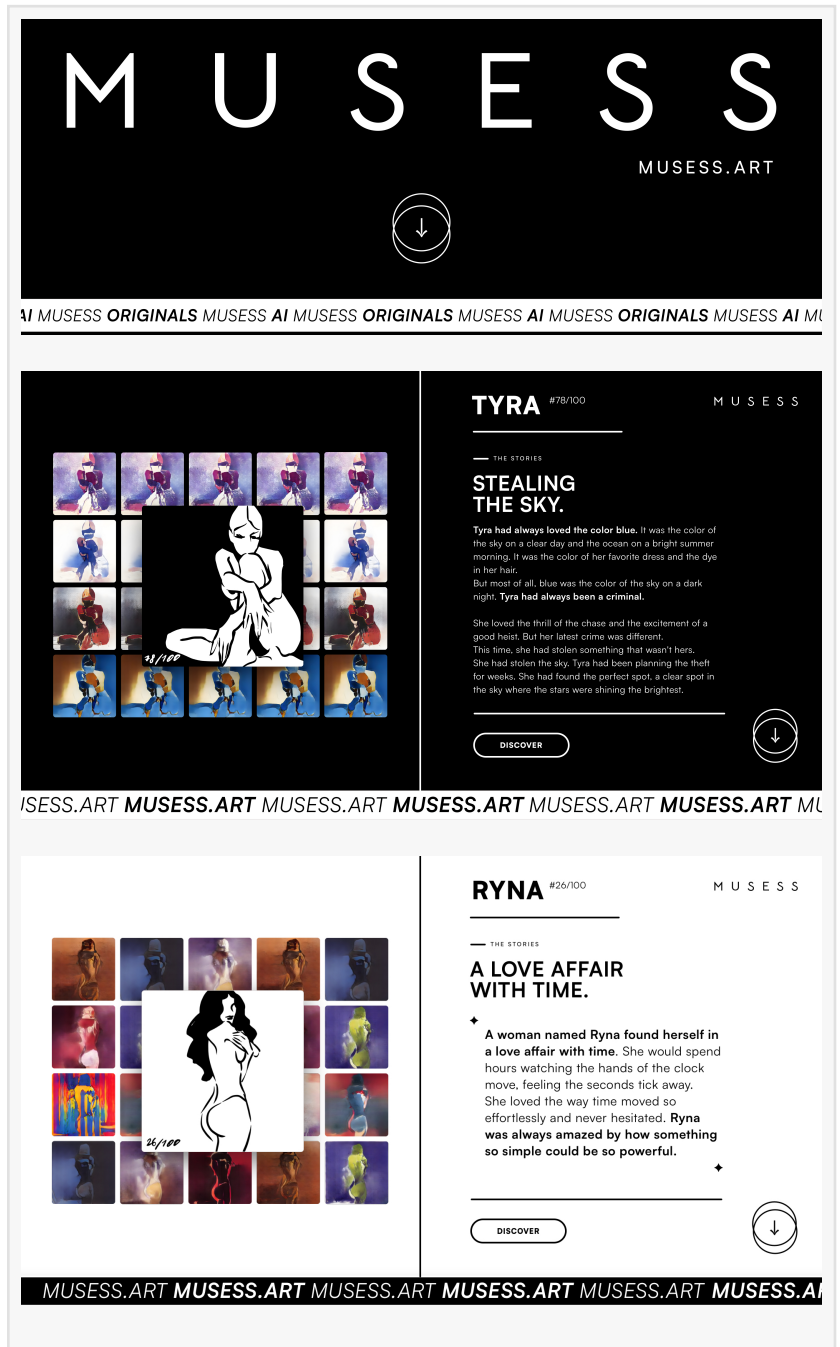 M U S E S S
MUSESS.ART
AI MUSESS ORIGINALS MUSESS AI MUSESS ORIGINALS MUSESS AI MUSESS ORIGINALS MUSESS AI MU
TYRA #78/100
MUSESS
THE STORIES
STEALING
THE SKY.
Tyra had always loved the color blue. It was the color of
the sky on a clear day and the ocean on a bright summer
morning. It was the color of her favorite dress and the dye
in her hair.
But most of all, blue was the color of the sky on a dark
night. Tyra had always been a criminal.
She loved the thrill of the chase and the excitement of a
good heist. But her latest crime was different.
This time, she had stolen something that wasn't hers.
She had stolen the sky. Tyra had been planning the theft
for weeks. She had found the perfect spot, a clear spot in
the sky where the stars were shining the brightest.
78/100
DISCOVER
USESS.ART MUSESS.ART MUSESS.ART MUSESS.ART MUSESS.ART MUSESS.ART MU
RYNA #26/100
MUSESS
THE STORIES
A LOVE AFFAIR
WITH TIME.
A woman named Ryna found herself in
a love affair with time. She would spend
hours watching the hands of the clock
move, feeling the seconds tick away.
She loved the way time moved so
effortlessly and never hesitated. Ryna
was always amazed by how something
so simple could be so powerful.
26/100
DISCOVER
MUSESS.ART MUSESS.ART MUSESS.ART MUSESS.ART MUSESS.ART MUSESS.AR